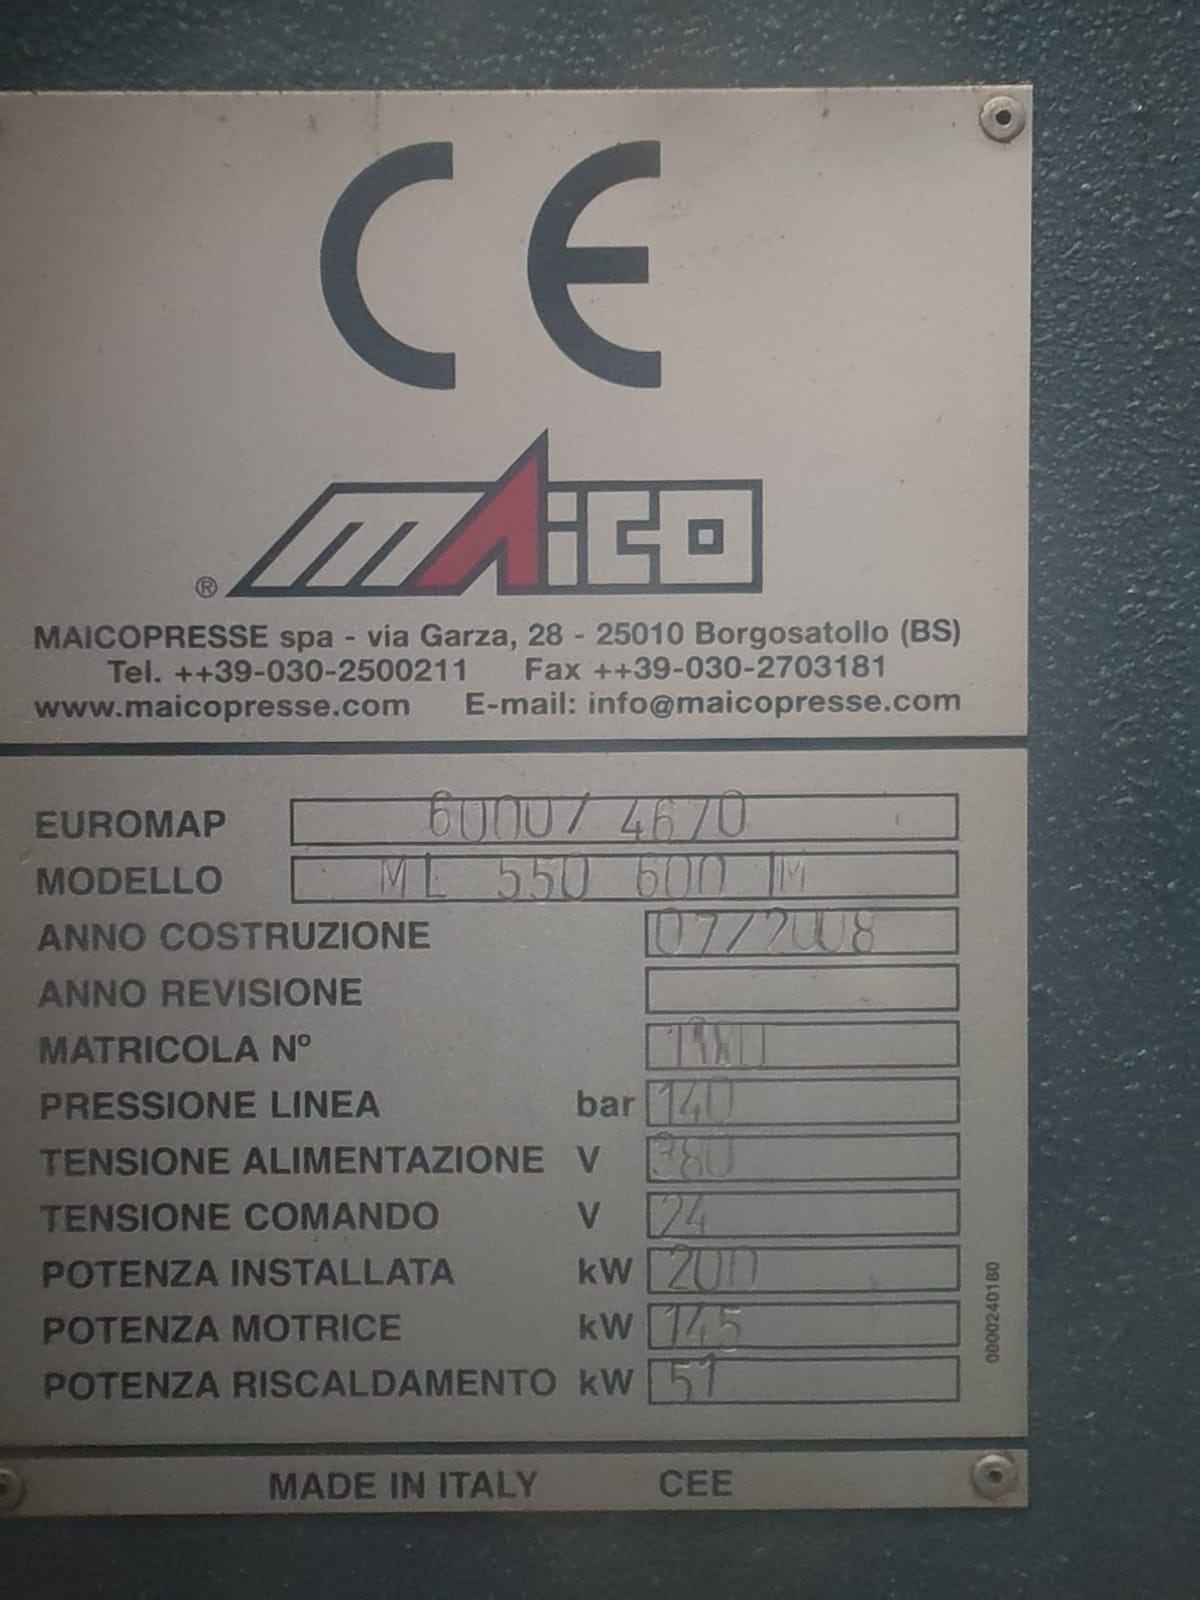 CE
MAICO
®
MAICOPRESSE spa - via Garza, 28 - 25010 Borgosatollo (BS)
Tel. ++39-030-2500211 Fax ++39-030-2703181
www.maicopresse.com E-mail: info@maicopresse.com
EUROMAP 6000/4670
MODELLO ML 550 600 IM
ANNO COSTRUZIONE 07/2008
ANNO REVISIONE
MATRICOLA Nº
PRESSIONE LINEA bar 140
TENSIONE ALIMENTAZIONE V 380
TENSIONE COMANDO V 24
POTENZA INSTALLATA kW 200
POTENZA MOTRICE kW 145
POTENZA RISCALDAMENTO kW 51
0000240180
MADE IN ITALY CEE